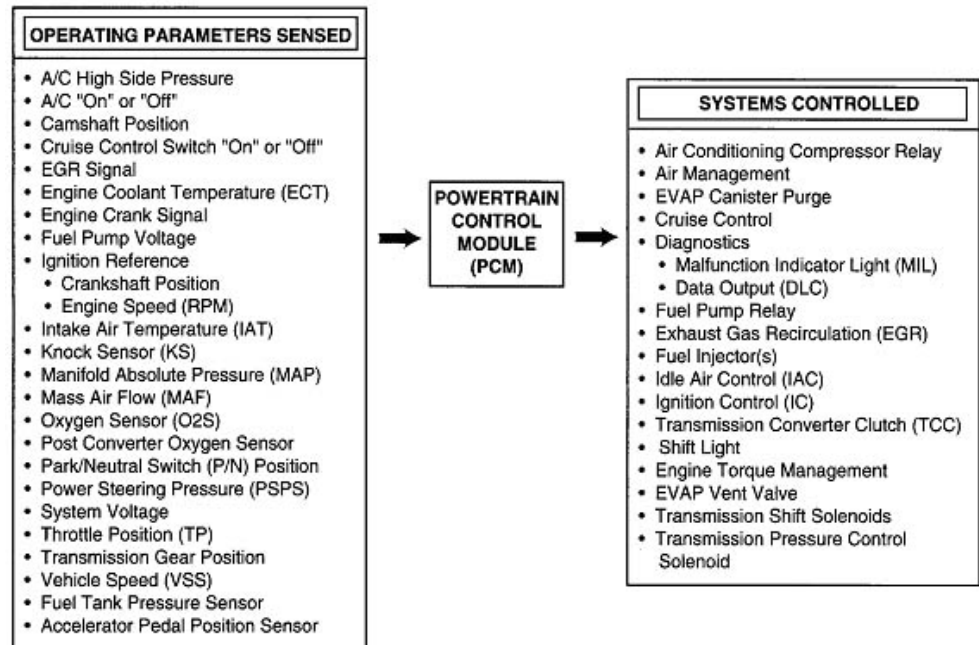 OPERATING PARAMETERS SENSED
• A/C High Side Pressure
• A/C "On" or "Off"
• Camshaft Position
• Cruise Control Switch "On" or "Off"
• EGR Signal
• Engine Coolant Temperature (ECT)
• Engine Crank Signal
• Fuel Pump Voltage
• Ignition Reference
• Crankshaft Position
• Engine Speed (RPM)
• Intake Air Temperature (IAT)
• Knock Sensor (KS)
• Manifold Absolute Pressure (MAP)
• Mass Air Flow (MAF)
• Oxygen Sensor (O2S)
• Post Converter Oxygen Sensor
• Park/Neutral Switch (P/N) Position
• Power Steering Pressure (PSPS)
• System Voltage
• Throttle Position (TP)
• Transmission Gear Position
• Vehicle Speed (VSS)
• Fuel Tank Pressure Sensor
• Accelerator Pedal Position Sensor
POWERTRAIN
CONTROL
MODULE
(PCM)
SYSTEMS CONTROLLED
• Air Conditioning Compressor Relay
• Air Management
• EVAP Canister Purge
• Cruise Control
• Diagnostics
• Malfunction Indicator Light (MIL)
• Data Output (DLC)
• Fuel Pump Relay
• Exhaust Gas Recirculation (EGR)
• Fuel Injector(s)
• Idle Air Control (IAC)
• Ignition Control (IC)
• Transmission Converter Clutch (TCC)
• Shift Light
• Engine Torque Management
• EVAP Vent Valve
• Transmission Shift Solenoids
• Transmission Pressure Control
Solenoid